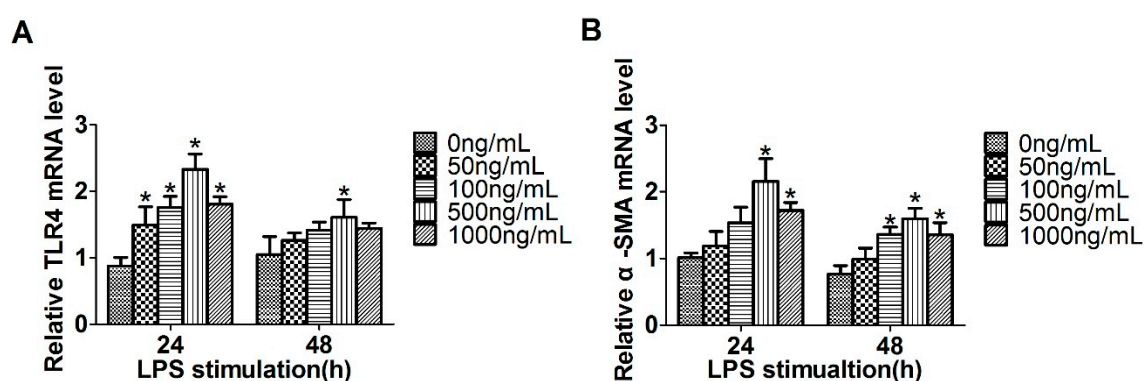 A
Relative TLR4 mRNA level
3
2
1
0
* * * *
*
24
48
LPS stimulation(h)
0ng/mL
50ng/mL
100ng/mL
500ng/mL
1000ng/mL
B
Relative α -SMA mRNA level
3
2
1
0
* *
* * *
24
48
LPS stimualtion(h)
0ng/mL
50ng/mL
100ng/mL
500ng/mL
1000ng/mL